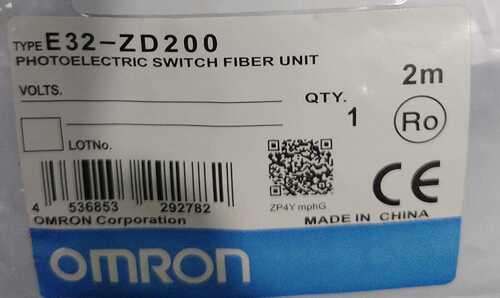 TYPE E32-ZD200
PHOTOELECTRIC SWITCH FIBER UNIT
2m
VOLTS.
QTY.
1
Ro
LOTNo.
4 536853 292782
ZP4Y mphG
CE
OMRON Corporation
MADE IN CHINA
OMRON